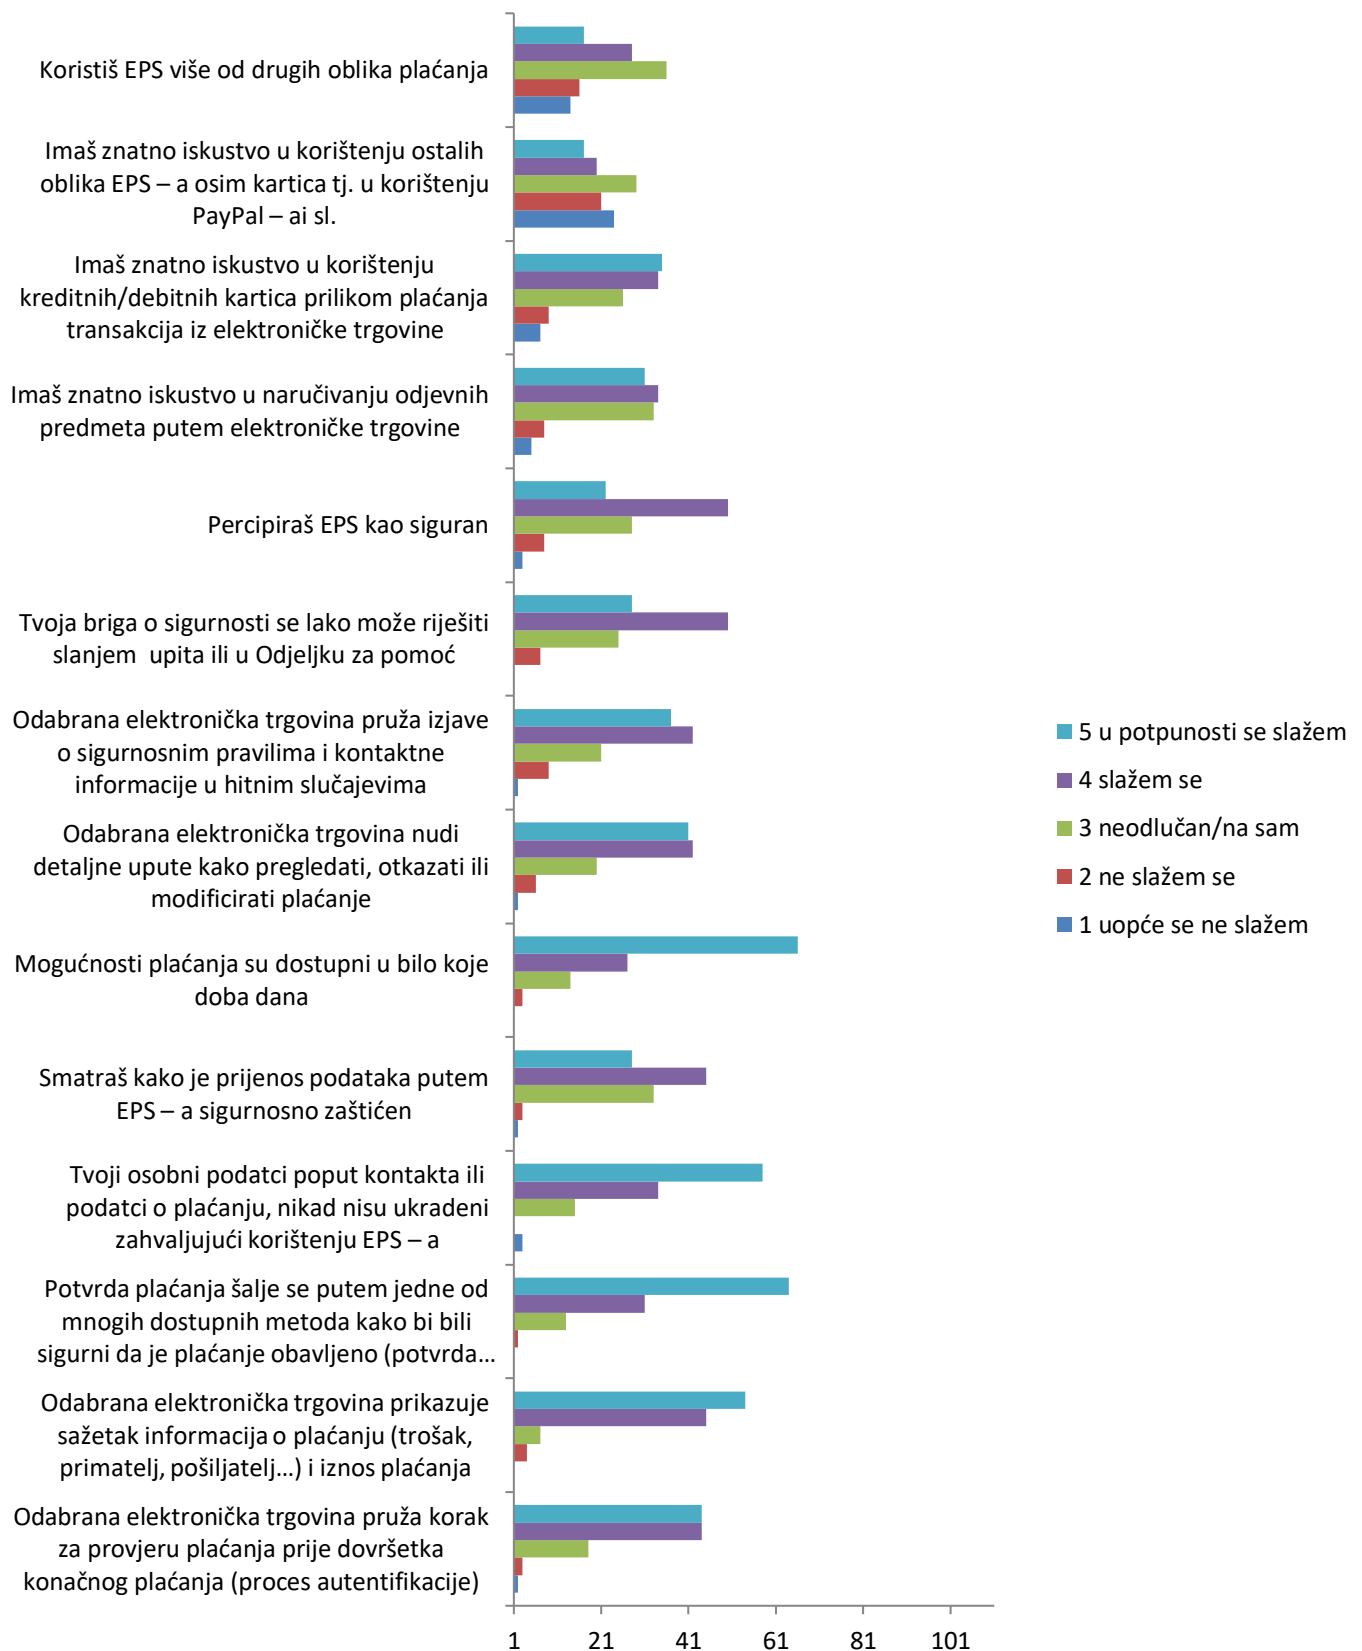 Koristiš EPS više od drugih oblika plaćanja
Imaš znatno iskustvo u korištenju ostalih
oblika EPS – a osim kartica tj. u korištenju
PayPal – ai sl.
Imaš znatno iskustvo u korištenju
kreditnih/debitnih kartica prilikom plaćanja
transakcija iz elektroničke trgovine
Imaš znatno iskustvo u naručivanju odjevnih
predmeta putem elektroničke trgovine
Percipiraš EPS kao siguran
Tvoja briga o sigurnosti se lako može riješiti
slanjem upita ili u Odjeljku za pomoć
Odabrana elektronička trgovina pruža izjave
o sigurnosnim pravilima i kontaktne
informacije u hitnim slučajevima
Odabrana elektronička trgovina nudi
detaljne upute kako pregledati, otkazati ili
modificirati plaćanje
Mogućnosti plaćanja su dostupni u bilo koje
doba dana
Smatraš kako je prijenos podataka putem
EPS – a sigurnosno zaštićen
Tvoji osobni podatci poput kontakta ili
podatci o plaćanju, nikad nisu ukradeni
zahvaljujući korištenju EPS – a
Potvrda plaćanja šalje se putem jedne od
mnogih dostupnih metoda kako bi bili
sigurni da je plaćanje obavljeno (potvrda...
Odabrana elektronička trgovina prikazuje
sažetak informacija o plaćanju (trošak,
primatelj, pošiljatelj...) i iznos plaćanja
Odabrana elektronička trgovina pruža korak
za provjeru plaćanja prije dovršetka
konačnog plaćanja (proces autentifikacije)
1 21 41 61 81 101
5 u potpunosti se slažem
4 slažem se
3 neodlučan/na sam
2 ne slažem se
1 uopće se ne slažem